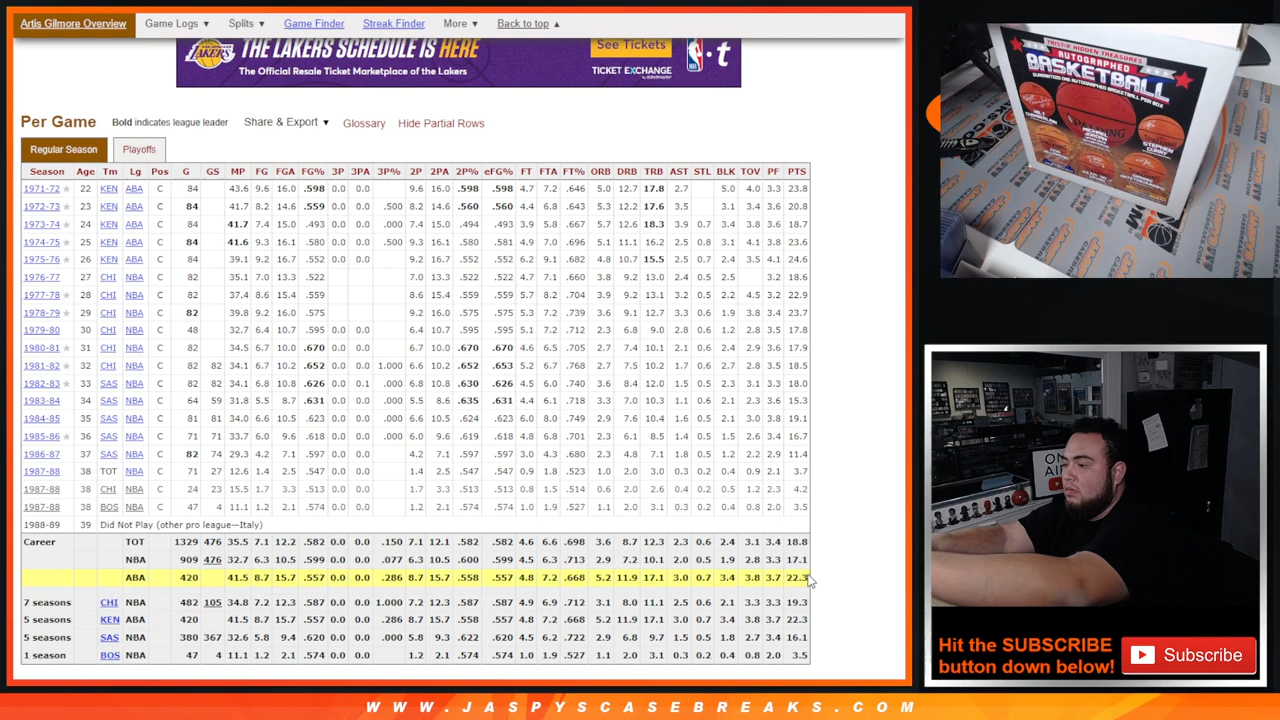 Artis Gilmore Overview Game Logs ▼ Splits ▼ Game Finder Streak Finder More ▼ Back to top ▲
THE LAKERS SCHEDULE IS HERE
The Official Resale Ticket Marketplace of the Lakers
See Tickets
TICKET EXCHANGE
Per Game Bold indicates league leader Share & Export ▼ Glossary Hide Partial Rows
Regular Season Playoffs
Season Age Tm Lg Pos G GS MP FG FGA FG% 3P 3PA 3P% 2P 2PA 2P% eFG% FT FTA FT% ORB DRB TRB AST STL BLK TOV PF PTS
1971-72 ★ 22 KEN ABA C 84 43.6 9.6 16.0 .598 0.0 0.0 9.6 16.0 .598 .598 4.7 7.2 .646 5.0 12.7 17.8 2.7 5.0 4.0 3.3 23.8
1972-73 ★ 23 KEN ABA C 84 41.7 8.2 14.6 .559 0.0 0.0 .500 8.2 14.6 .560 .560 4.4 6.8 .643 5.3 12.3 17.6 3.5 3.1 3.4 3.6 20.8
1973-74 ★ 24 KEN ABA C 84 41.7 7.4 15.0 .493 0.0 0.0 .000 7.4 15.0 .494 .493 3.9 5.8 .667 5.7 12.6 18.3 3.9 0.7 3.4 3.8 3.6 18.7
1974-75 ★ 25 KEN ABA C 84 41.6 9.3 16.1 .580 0.0 0.0 .500 9.3 16.1 .580 .581 4.9 7.0 .696 5.1 11.1 16.2 2.5 0.8 3.1 4.1 3.8 23.6
1975-76 ★ 26 KEN ABA C 84 39.1 9.2 16.7 .552 0.0 0.0 9.2 16.7 .552 .552 6.2 9.1 .682 4.8 10.7 15.5 2.5 0.7 2.4 3.5 4.1 24.6
1976-77 27 CHI NBA C 82 35.1 7.0 13.3 .522 7.0 13.3 .522 .522 4.7 7.1 .660 3.8 9.2 13.0 2.4 0.5 2.5 3.2 18.6
1977-78 ★ 28 CHI NBA C 82 37.4 8.6 15.4 .559 8.6 15.4 .559 .559 5.7 8.2 .704 3.9 9.2 13.1 3.2 0.5 2.2 4.5 3.2 22.9
1978-79 ★ 29 CHI NBA C 82 39.8 9.2 16.0 .575 9.2 16.0 .575 .575 5.3 7.2 .739 3.6 9.1 12.7 3.3 0.6 1.9 3.8 3.4 23.7
1979-80 30 CHI NBA C 48 32.7 6.4 10.7 .595 0.0 0.0 6.4 10.7 .595 .595 5.1 7.2 .712 2.3 6.8 9.0 2.8 0.6 1.2 2.8 3.5 17.8
1980-81 ★ 31 CHI NBA C 82 34.5 6.7 10.0 .670 0.0 0.0 6.7 10.0 .670 .670 4.5 6.5 .705 2.7 7.4 10.1 2.1 0.6 2.4 2.9 3.6 17.9
1981-82 ★ 32 CHI NBA C 82 82 34.1 6.7 10.2 .652 0.0 0.0 1.000 6.6 10.2 .652 .653 5.2 6.7 .768 2.7 7.5 10.2 1.7 0.6 2.7 2.8 3.5 18.5
1982-83 ★ 33 SAS NBA C 82 82 34.1 6.8 10.8 .626 0.0 0.0 .000 6.8 10.8 .630 .626 4.5 6.0 .740 3.6 8.4 12.0 1.5 0.5 2.3 3.1 3.3 18.0
1983-84 34 SAS NBA C 64 59 31.8 5.5 8.7 .631 0.0 0.0 .000 5.5 8.6 .635 .631 4.4 6.1 .718 3.3 7.0 10.3 1.1 0.6 2.1 2.3 3.6 15.3
1984-85 35 SAS NBA C 81 81 34.1 6.6 10.5 .623 0.0 0.0 .000 6.6 10.5 .624 .623 5.9 7.9 .749 2.9 7.6 10.4 1.6 0.5 2.1 3.0 3.8 19.1
1985-86 ★ 36 SAS NBA C 71 71 33.7 6.0 9.6 .618 0.0 0.0 .000 6.0 9.6 .619 .618 4.8 6.8 .701 2.3 6.1 8.5 1.4 0.5 1.5 2.6 3.4 16.7
1986-87 37 SAS NBA C 82 74 29.2 4.2 7.1 .597 0.0 0.0 4.2 7.1 .597 .597 3.0 4.3 .680 2.3 4.8 7.1 1.8 0.5 1.2 2.2 2.9 11.4
1987-88 38 TOT NBA C 71 27 12.6 1.4 2.5 .547 0.0 0.0 1.4 2.5 .547 .547 0.9 1.8 .523 1.0 2.0 3.0 0.3 0.2 0.4 0.9 2.1 3.7
1987-88 38 CHI NBA C 24 23 15.5 1.7 3.3 .513 0.0 0.0 1.7 3.3 .513 .513 0.8 1.5 .514 0.6 2.0 2.6 0.4 0.2 0.5 1.2 2.3 4.2
1987-88 38 BOS NBA C 47 4 11.1 1.2 2.1 .574 0.0 0.0 1.2 2.1 .574 .574 1.0 1.9 .527 1.1 2.0 3.1 0.3 0.2 0.4 0.8 2.0 3.5
1988-89 39 Did Not Play (other pro league—Italy)
Career TOT 1329 476 35.5 7.1 12.2 .582 0.0 0.0 .150 7.1 12.1 .582 .582 4.6 6.6 .698 3.6 8.7 12.3 2.3 0.6 2.4 3.1 3.4 18.8
NBA 909 476 32.7 6.3 10.5 .599 0.0 0.0 .077 6.3 10.5 .600 .599 4.5 6.4 .713 2.9 7.2 10.1 2.0 0.5 1.9 2.8 3.3 17.1
ABA 420 41.5 8.7 15.7 .557 0.0 0.0 .286 8.7 15.7 .558 .557 4.8 7.2 .668 5.2 11.9 17.1 3.0 0.7 3.4 3.8 3.7 22.3
7 seasons CHI NBA 482 105 34.8 7.2 12.3 .587 0.0 0.0 1.000 7.2 12.3 .587 .587 4.9 6.9 .712 3.1 8.0 11.1 2.5 0.6 2.1 3.3 3.3 19.3
5 seasons KEN ABA 420 41.5 8.7 15.7 .557 0.0 0.0 .286 8.7 15.7 .558 .557 4.8 7.2 .668 5.2 11.9 17.1 3.0 0.7 3.4 3.8 3.7 22.3
5 seasons SAS NBA 380 367 32.6 5.8 9.4 .620 0.0 0.0 .000 5.8 9.3 .622 .620 4.5 6.2 .722 2.9 6.8 9.7 1.5 0.5 1.8 2.7 3.4 16.1
1 season BOS NBA 47 4 11.1 1.2 2.1 .574 0.0 0.0 1.2 2.1 .574 .574 1.0 1.9 .527 1.1 2.0 3.1 0.3 0.2 0.4 0.8 2.0 3.5
TRISTAR HIDDEN TREASURES
AUTOGRAPHED
BASKETBALL
GUARANTEED ONE AUTOGRAPHED BASKETBALL PER BOX
SPALDING
MICHAEL JORDAN
STEPHEN CURRY
ON AIR
Hit the SUBSCRIBE
button down below!
Subscribe
WWW.JASPYSCASEBREAKS.COM